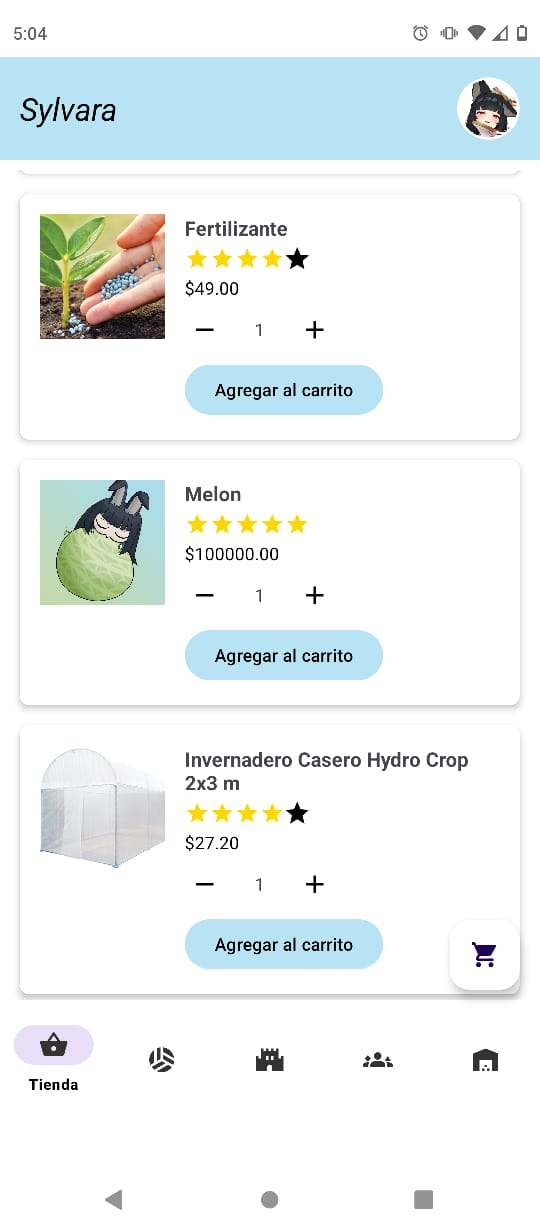 5:04
Sylvara
Fertilizante
$49.00
1
Agregar al carrito
Melon
$100000.00
1
Agregar al carrito
Invernadero Casero Hydro Crop
2x3 m
$27.20
1
Agregar al carrito
Tienda